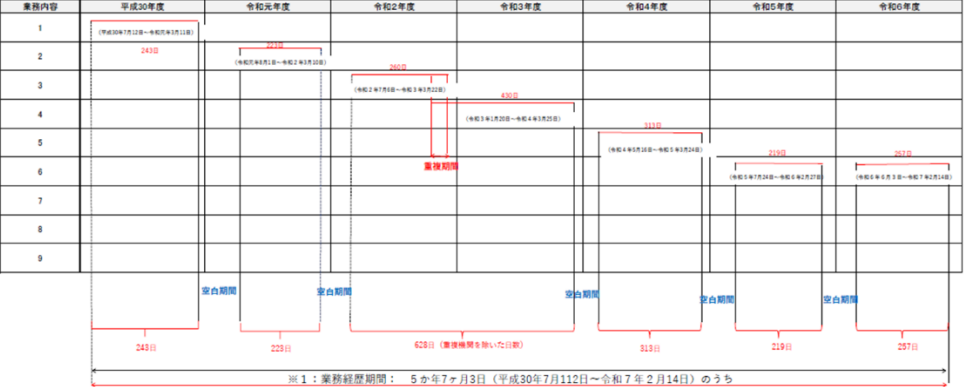 業務内容 平成30年度 令和元年度 令和2年度 令和3年度 令和4年度 令和5年度 令和6年度
1
（平成30年7月12日～令和元年3月11日）
243日
2
223日
（令和元年8月1日～令和２年3月10日）
3
260日
（令和２年7月6日～令和３年3月22日）
4
430日
（令和３年1月20日～令和４年3月25日）
5
313日
（令和４年5月16日～令和５年3月24日）
重複期間
6
219日
257日
（令和５年7月24日～令和６年2月27日）
（令和６年６月３日～令和７年2月14日）
7
8
9
空白期間 空白期間 空白期間 空白期間 空白期間
243日 223日 628日（重複機関を除いた日数） 313日 219日 257日
※１：業務経歴期間： ５か年7ヶ月3日（平成30年7月112日～令和７年２月14日）のうち